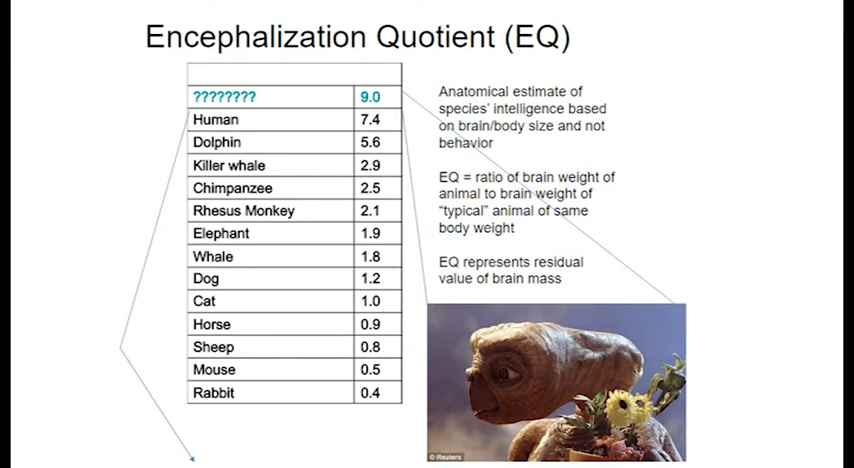 Encephalization Quotient (EQ)
???????? 9.0
Human 7.4
Dolphin 5.6
Killer whale 2.9
Chimpanzee 2.5
Rhesus Monkey 2.1
Elephant 1.9
Whale 1.8
Dog 1.2
Cat 1.0
Horse 0.9
Sheep 0.8
Mouse 0.5
Rabbit 0.4
Anatomical estimate of
species' intelligence based
on brain/body size and not
behavior
EQ = ratio of brain weight of
animal to brain weight of
“typical” animal of same
body weight
EQ represents residual
value of brain mass
© Reuters